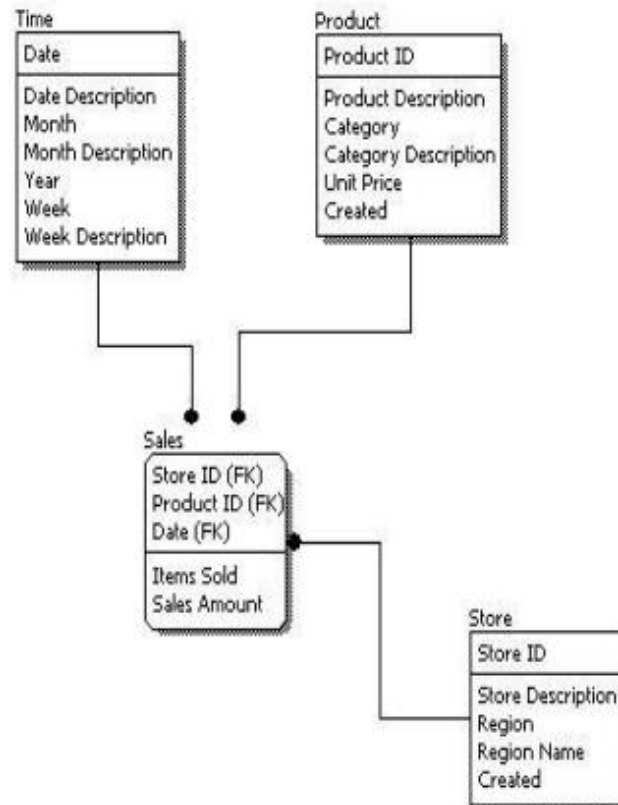 Time
Date
Date Description
Month
Month Description
Year
Week
Week Description
Product
Product ID
Product Description
Category
Category Description
Unit Price
Created
Sales
Store ID (FK)
Product ID (FK)
Date (FK)
Items Sold
Sales Amount
Store
Store ID
Store Description
Region
Region Name
Created